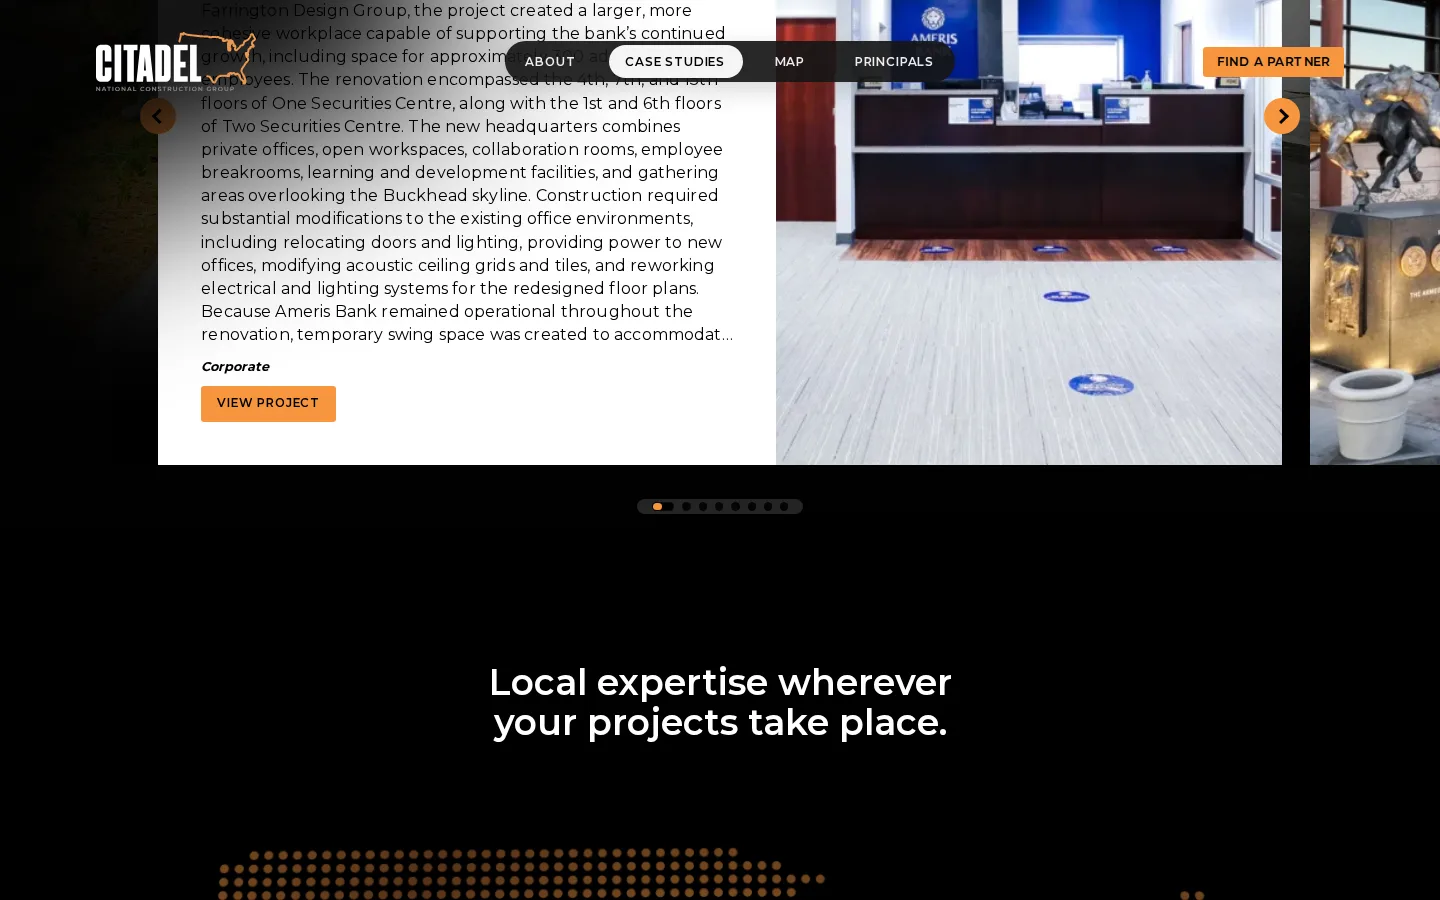 CITADEL
NATIONAL CONSTRUCTION GROUP
ABOUT
CASE STUDIES
MAP
PRINCIPALS
FIND A PARTNER
Farrington Design Group, the project created a larger, more
cohesive workplace capable of supporting the bank's continued
growth, including space for approximately 300
employees. The renovation encompassed the 4th, 7th, and 15th
floors of One Securities Centre, along with the 1st and 6th floors
of Two Securities Centre. The new headquarters combines
private offices, open workspaces, collaboration rooms, employee
breakrooms, learning and development facilities, and gathering
areas overlooking the Buckhead skyline. Construction required
substantial modifications to the existing office environments,
including relocating doors and lighting, providing power to new
offices, modifying acoustic ceiling grids and tiles, and reworking
electrical and lighting systems for the redesigned floor plans.
Because Ameris Bank remained operational throughout the
renovation, temporary swing space was created to accommodat…
Corporate
VIEW PROJECT
AMERIS
Local expertise wherever
your projects take place.